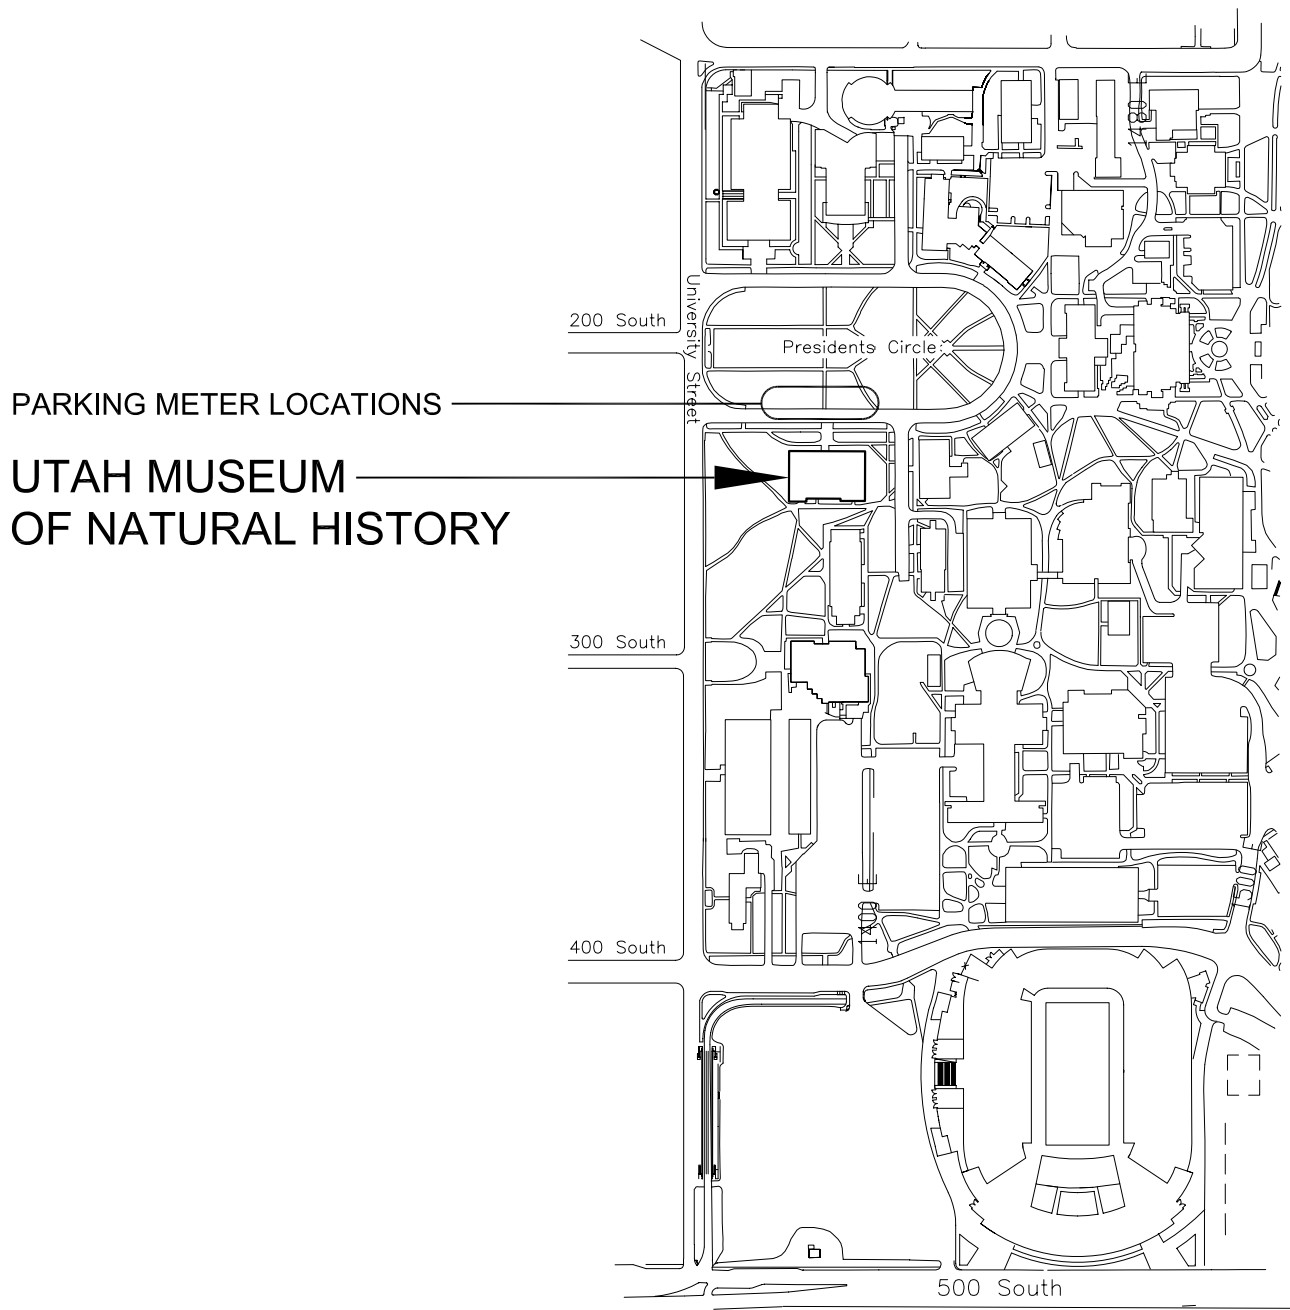 200 South
University Street
Presidents Circle
PARKING METER LOCATIONS
UTAH MUSEUM
OF NATURAL HISTORY
300 South
400 South
500 South